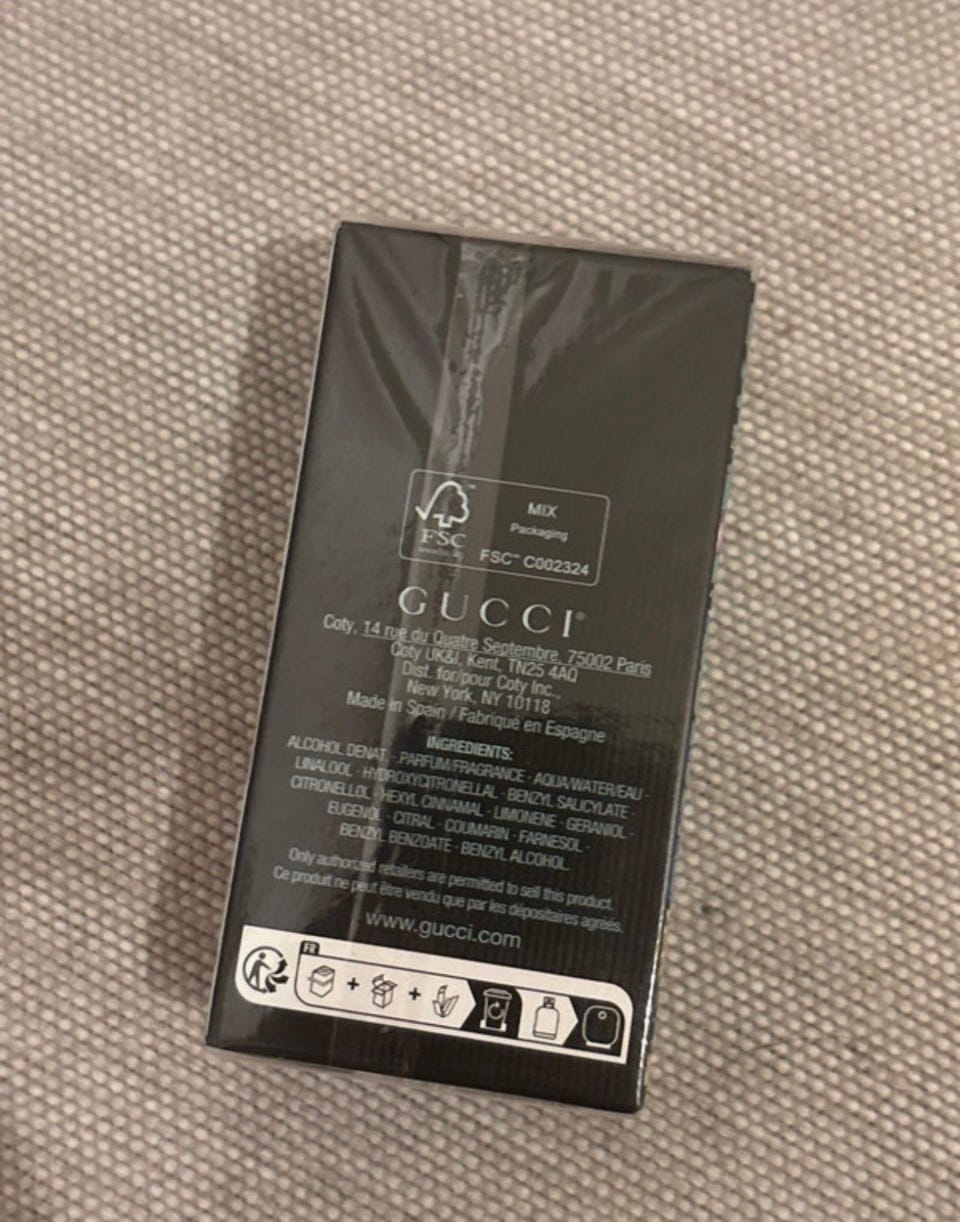 MIX
Packaging
FSC™ C002324
FSC
GUCCI®
Coty, 14 rue du Quatre Septembre, 75002 Paris
Coty UK&I, Kent, TN25 4AQ
Dist. for/pour Coty Inc.,
New York, NY 10118
Made in Spain / Fabriqué en Espagne
INGREDIENTS:
ALCOHOL DENAT. · PARFUM/FRAGRANCE · AQUA/WATER/EAU ·
LINALOOL · HYDROXYCITRONELLAL · BENZYL SALICYLATE ·
CITRONELLOL · HEXYL CINNAMAL · LIMONENE · GERANIOL ·
EUGENOL · CITRAL · COUMARIN · FARNESOL ·
BENZYL BENZOATE · BENZYL ALCOHOL.
Only authorized retailers are permitted to sell this product.
Ce produit ne peut être vendu que par les dépositaires agréés.
www.gucci.com
FR